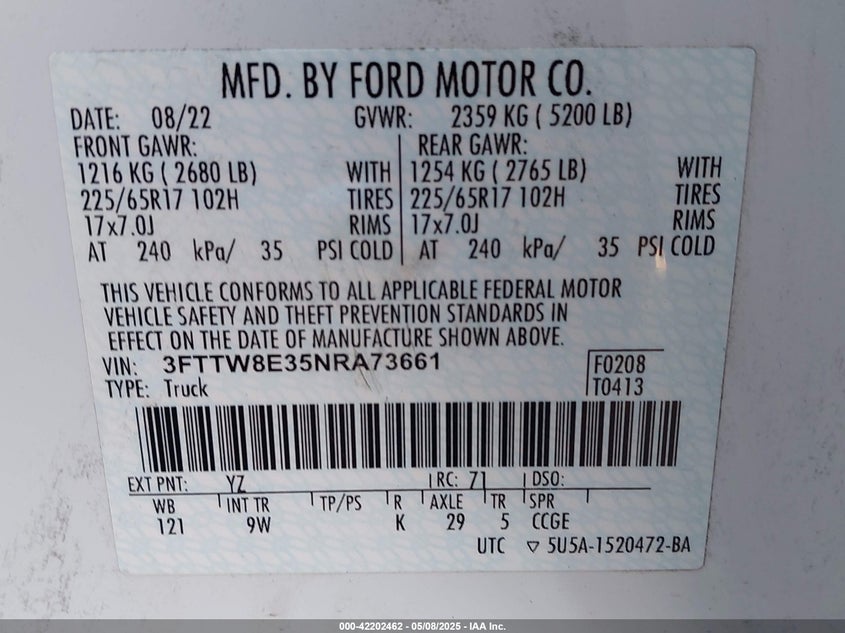 MFD. BY FORD MOTOR CO.
DATE: 08/22 GVWR: 2359 KG ( 5200 LB)
FRONT GAWR: REAR GAWR:
1216 KG ( 2680 LB) WITH 1254 KG ( 2765 LB) WITH
225/65R17 102H TIRES 225/65R17 102H TIRES
17x7.0J RIMS 17x7.0J RIMS
AT 240 kPa/ 35 PSI COLD AT 240 kPa/ 35 PSI COLD
THIS VEHICLE CONFORMS TO ALL APPLICABLE FEDERAL MOTOR
VEHICLE SAFETY AND THEFT PREVENTION STANDARDS IN
EFFECT ON THE DATE OF MANUFACTURE SHOWN ABOVE.
VIN: 3FTTW8E35NRA73661 F0208
TYPE: Truck T0413
EXT PNT: YZ RC: 71 DSO:
WB INT TR TP/PS R AXLE TR SPR
121 9W K 29 5 CCGE
UTC ▽ 5U5A-1520472-BA
000-42202462 - 05/08/2025 - IAA Inc.